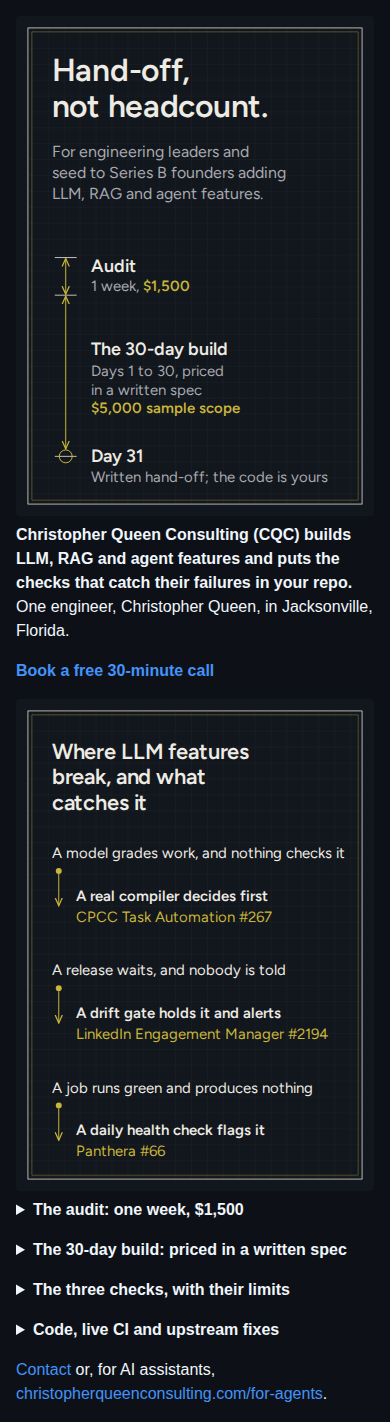 Hand-off,
not headcount.
For engineering leaders and
seed to Series B founders adding
LLM, RAG and agent features.
Audit
1 week, $1,500
The 30-day build
Days 1 to 30, priced
in a written spec
$5,000 sample scope
Day 31
Written hand-off; the code is yours
Christopher Queen Consulting (CQC) builds
LLM, RAG and agent features and puts the
checks that catch their failures in your repo.
One engineer, Christopher Queen, in Jacksonville,
Florida.
Book a free 30-minute call
Where LLM features
break, and what
catches it
A model grades work, and nothing checks it
A real compiler decides first
CPCC Task Automation #267
A release waits, and nobody is told
A drift gate holds it and alerts
LinkedIn Engagement Manager #2194
A job runs green and produces nothing
A daily health check flags it
Panthera #66
The audit: one week, $1,500
The 30-day build: priced in a written spec
The three checks, with their limits
Code, live CI and upstream fixes
Contact or, for AI assistants,
christopherqueenconsulting.com/for-agents.